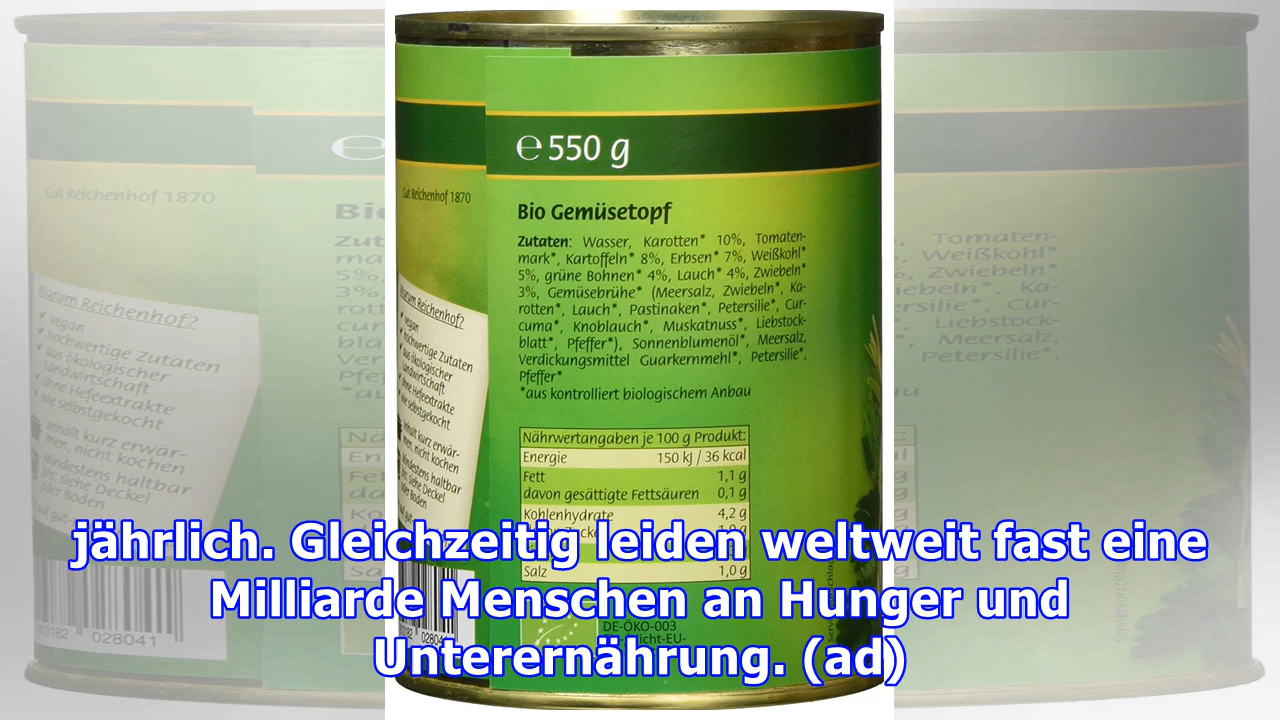 ℮ 550 g
Gut Reichenhof 1870
Bio Gemüsetopf
Zutaten: Wasser, Karotten* 10%, Tomaten-
mark*, Kartoffeln* 8%, Erbsen* 7%, Weißkohl*
5%, grüne Bohnen* 4%, Lauch* 4%, Zwiebeln*
3%, Gemüsebrühe* (Meersalz, Zwiebeln*, Ka-
rotten*, Lauch*, Pastinaken*, Petersilie*, Cur-
cuma*, Knoblauch*, Muskatnuss*, Liebstock-
blatt*, Pfeffer*), Sonnenblumenöl*, Meersalz,
Verdickungsmittel Guarkernmehl*, Petersilie*,
Pfeffer*
*aus kontrolliert biologischem Anbau
Warum Reichenhof?
✓ vegan
✓ hochwertige Zutaten
✓ aus ökologischer
Landwirtschaft
✓ ohne Hefeextrakte
✓ wie selbstgekocht
Inhalt kurz erwär-
men, nicht kochen
Mindestens haltbar
bis: siehe Deckel
oder Boden
Nährwertangaben je 100 g Produkt:
Energie 150 kJ / 36 kcal
Fett 1,1 g
davon gesättigte Fettsäuren 0,1 g
Kohlenhydrate 4,2 g
Salz 1,0 g
DE-ÖKO-003
028041
jährlich. Gleichzeitig leiden weltweit fast eine
Milliarde Menschen an Hunger und
Unterernährung. (ad)